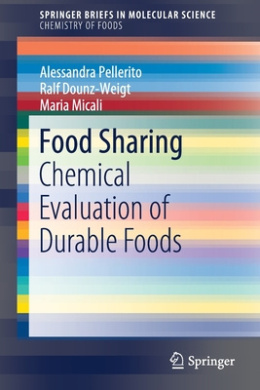 SPRINGER BRIEFS IN MOLECULAR SCIENCE
CHEMISTRY OF FOODS
Alessandra Pellerito
Ralf Dounz-Weigt
Maria Micali
Food Sharing
Chemical
Evaluation of
Durable Foods
Springer